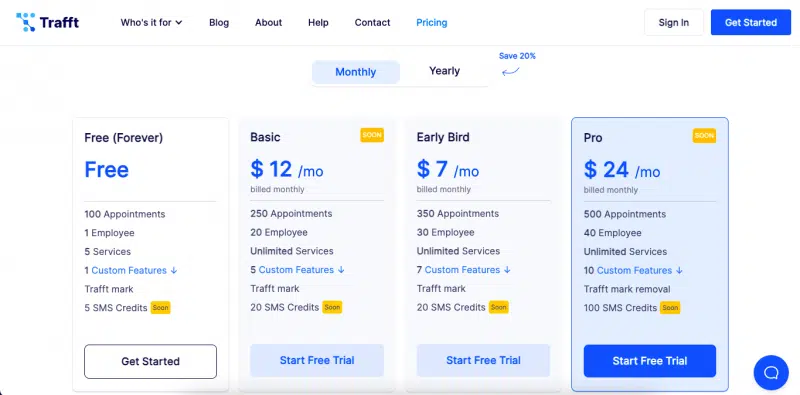 Trafft
Who's it for
Blog
About
Help
Contact
Pricing
Sign In
Get Started
Monthly
Yearly
Save 20%
Free (Forever)
Free
100 Appointments
1 Employee
5 Services
1 Custom Features ↓
Trafft mark
5 SMS Credits Soon
Get Started
Basic
SOON
$ 12 /mo
billed monthly
250 Appointments
20 Employee
Unlimited Services
5 Custom Features ↓
Trafft mark
20 SMS Credits Soon
Start Free Trial
Early Bird
$ 7 /mo
billed monthly
350 Appointments
30 Employee
Unlimited Services
7 Custom Features ↓
Trafft mark
20 SMS Credits Soon
Start Free Trial
Pro
SOON
$ 24 /mo
billed monthly
500 Appointments
40 Employee
Unlimited Services
10 Custom Features ↓
Trafft mark removal
100 SMS Credits Soon
Start Free Trial